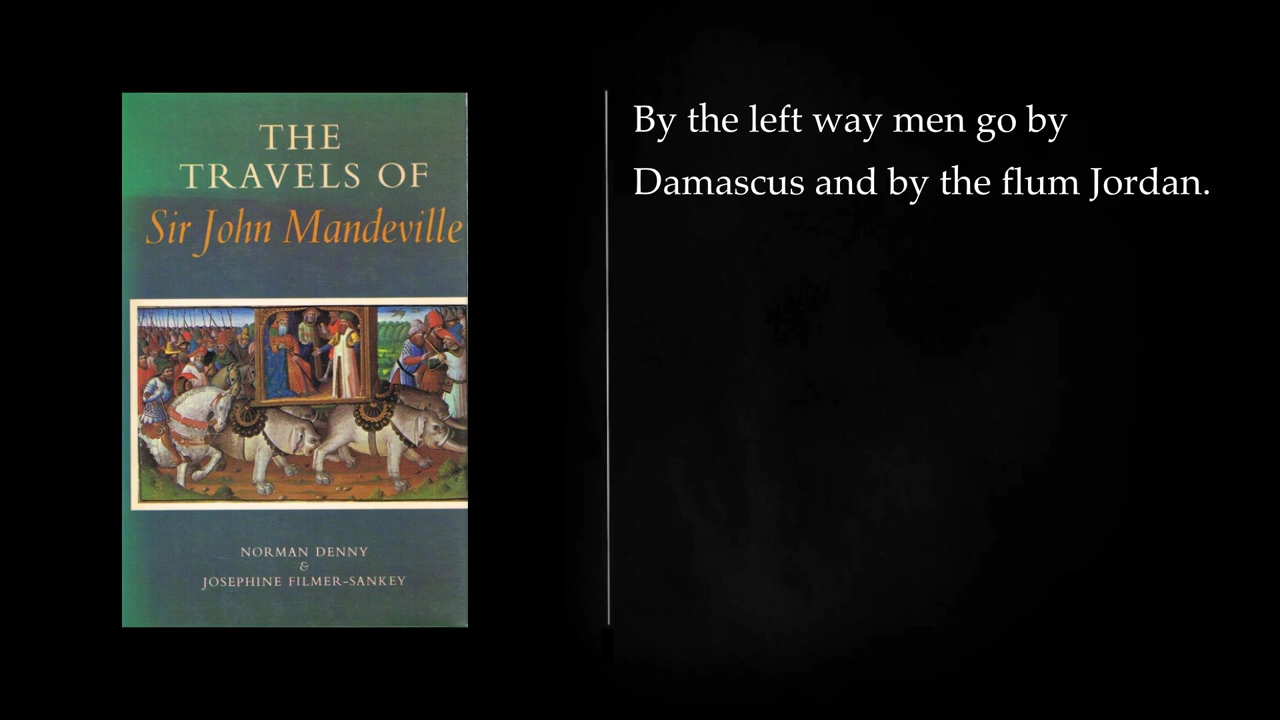 THE
TRAVELS OF
Sir John Mandeville
NORMAN DENNY
&
JOSEPHINE FILMER-SANKEY
By the left way men go by
Damascus and by the flum Jordan.